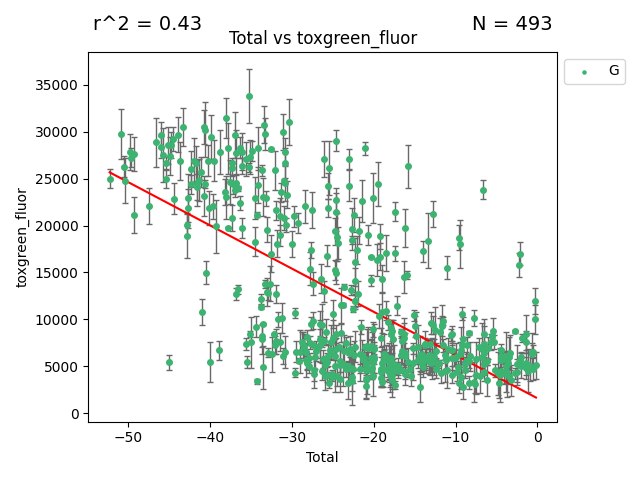 r^2 = 0.43
N = 493
Total vs toxgreen_fluor
G
35000
30000
25000
20000
15000
10000
5000
0
toxgreen_fluor
−50
−40
−30
−20
−10
0
Total